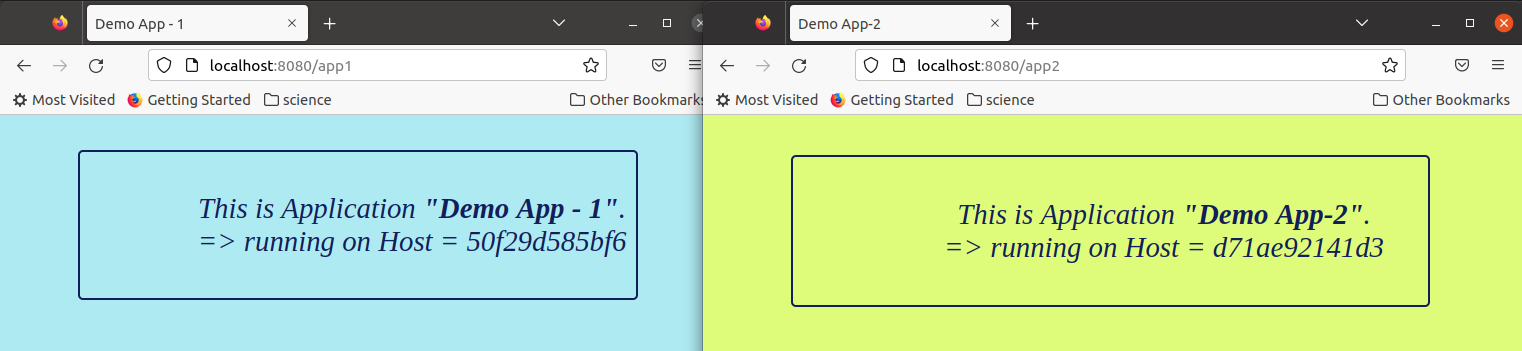 Demo App - 1
localhost:8080/app1
Most Visited Getting Started science Other Bookmarks
This is Application "Demo App - 1".
=> running on Host = 50f29d585bf6
Demo App-2
localhost:8080/app2
Most Visited Getting Started science Other Bookmarks
This is Application "Demo App-2".
=> running on Host = d71ae92141d3